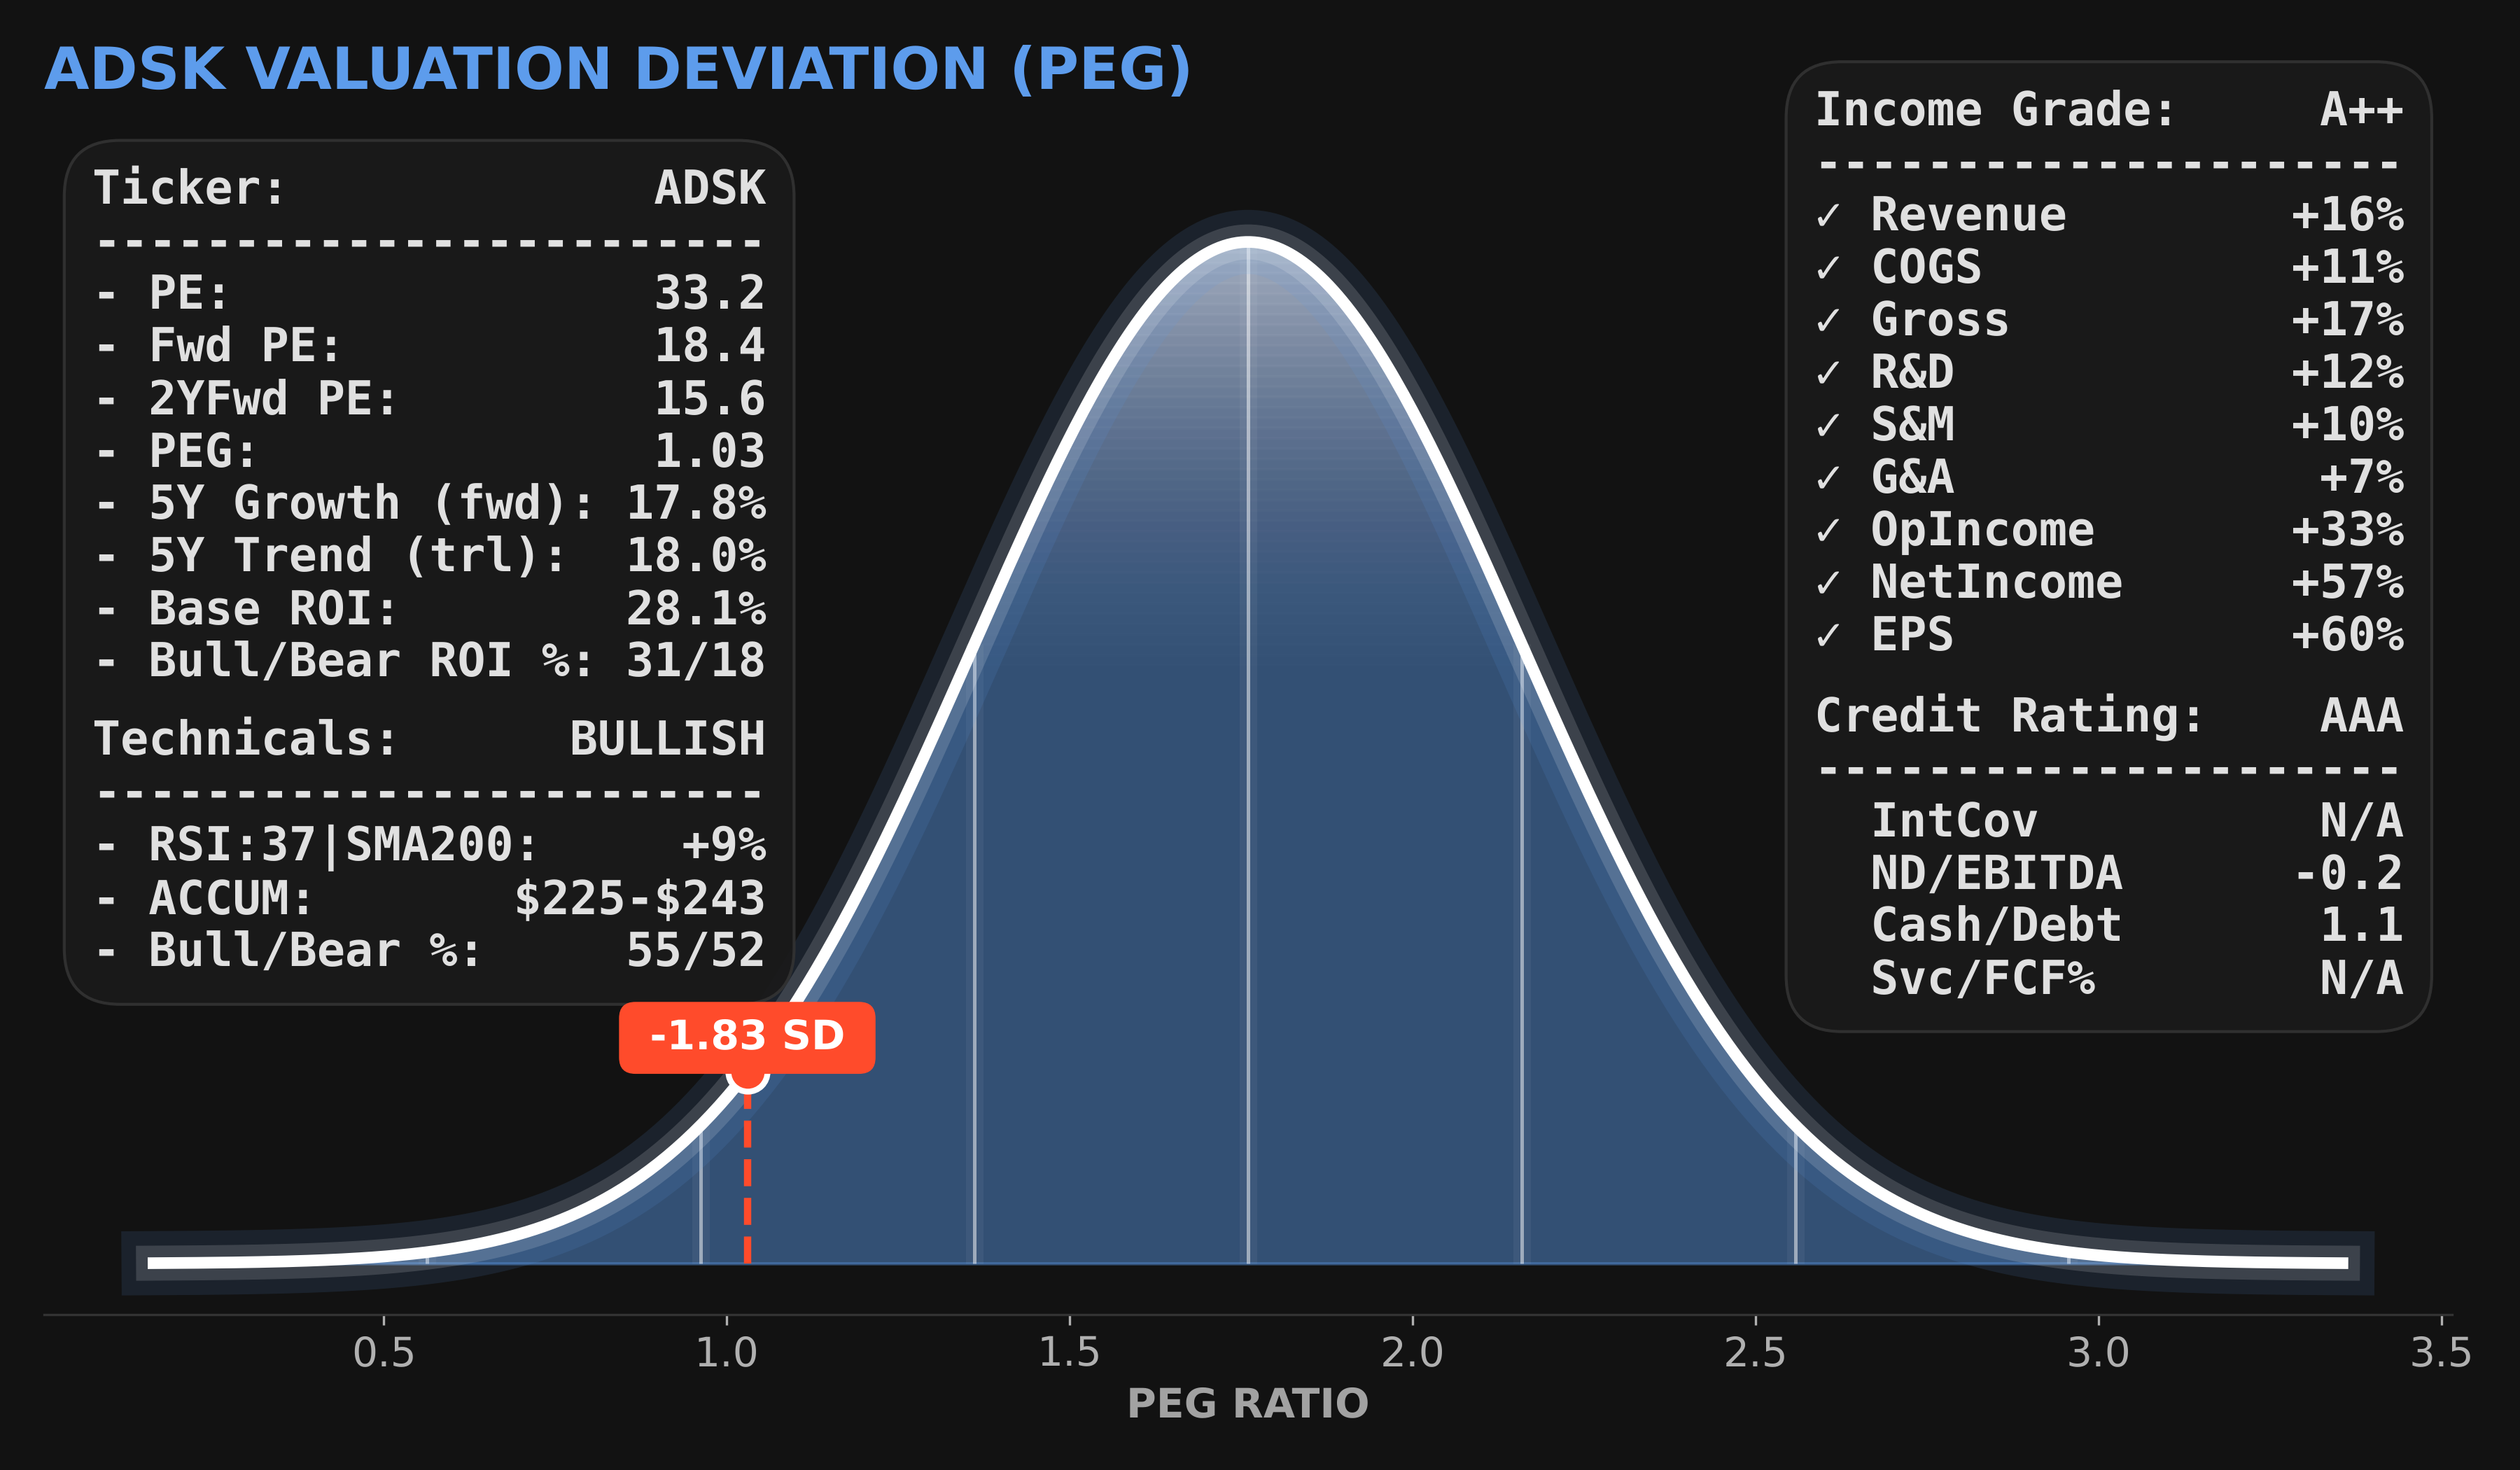 ADSK VALUATION DEVIATION (PEG)
Ticker: ADSK
------------------------
- PE: 33.2
- Fwd PE: 18.4
- 2YFwd PE: 15.6
- PEG: 1.03
- 5Y Growth (fwd): 17.8%
- 5Y Trend (trl): 18.0%
- Base ROI: 28.1%
- Bull/Bear ROI %: 31/18
Technicals: BULLISH
------------------------
- RSI:37|SMA200: +9%
- ACCUM: $225-$243
- Bull/Bear %: 55/52
Income Grade: A++
---------------------
✓ Revenue +16%
✓ COGS +11%
✓ Gross +17%
✓ R&D +12%
✓ S&M +10%
✓ G&A +7%
✓ OpIncome +33%
✓ NetIncome +57%
✓ EPS +60%
Credit Rating: AAA
---------------------
IntCov N/A
ND/EBITDA -0.2
Cash/Debt 1.1
Svc/FCF% N/A
-1.83 SD
0.5 1.0 1.5 2.0 2.5 3.0 3.5
PEG RATIO